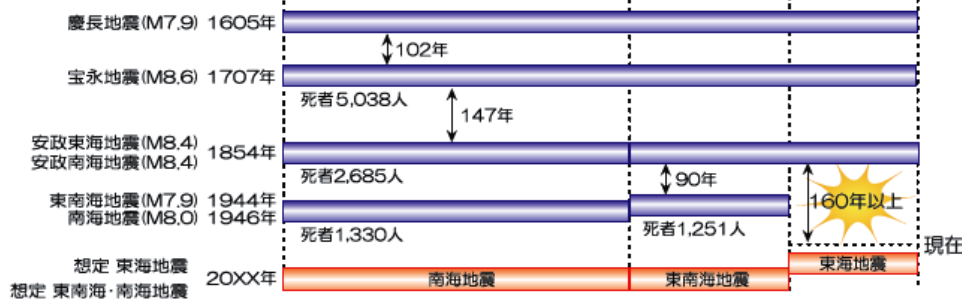 慶長地震(M7.9) 1605年
102年
宝永地震(M8.6) 1707年
死者5,038人
147年
安政東海地震(M8.4)
安政南海地震(M8.4)
1854年
死者2,685人
90年
160年以上
東南海地震(M7.9) 1944年
南海地震(M8.0) 1946年
死者1,330人
死者1,251人
現在
想定 東海地震
想定 東南海・南海地震
20XX年
南海地震
東南海地震
東海地震